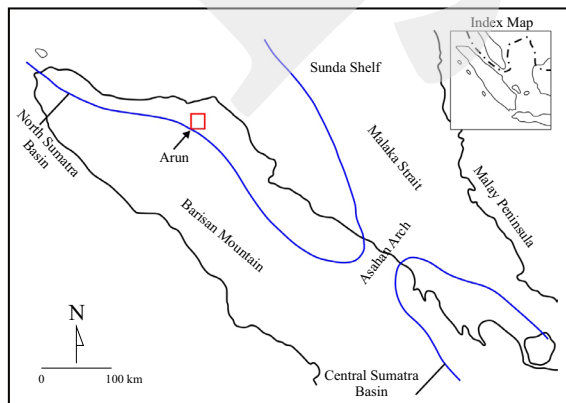 Index Map
Sunda Shelf
North Sumatra
Basin
Arun
Malaka Strait
Malay Peninsula
Barisan Mountain
Asahan Arch
N
0 100 km
Central Sumatra
Basin